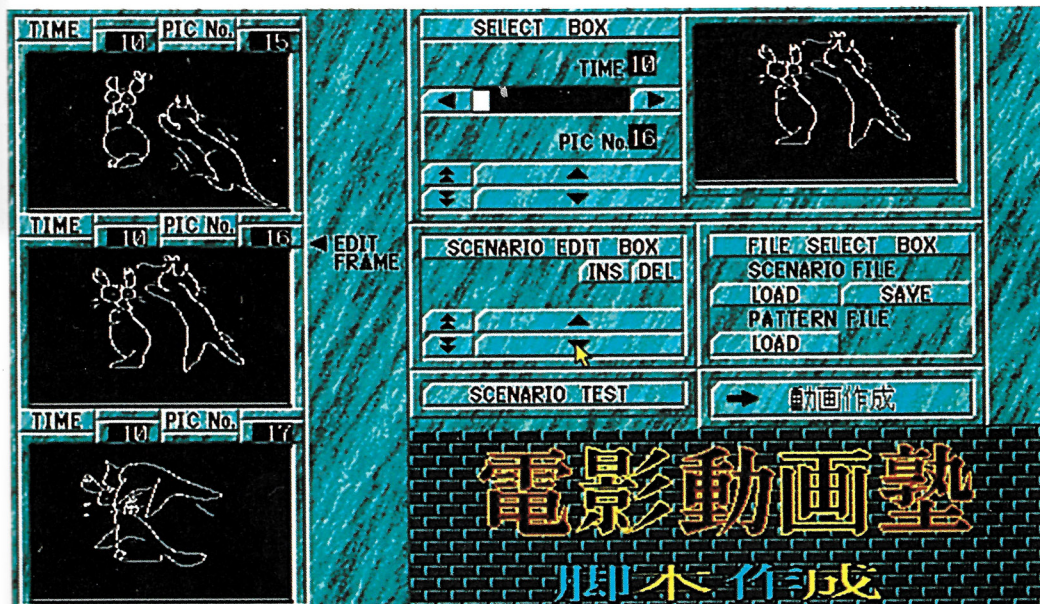 TIME 10 PIC No. 15
TIME 10 PIC No. 16
EDIT
FRAME
TIME 10 PIC No. 17
SELECT BOX
TIME 10
PIC No. 16
SCENARIO EDIT BOX
INS DEL
FILE SELECT BOX
SCENARIO FILE
LOAD SAVE
PATTERN FILE
LOAD
SCENARIO TEST
動画作成
電影動画塾
脚本作成